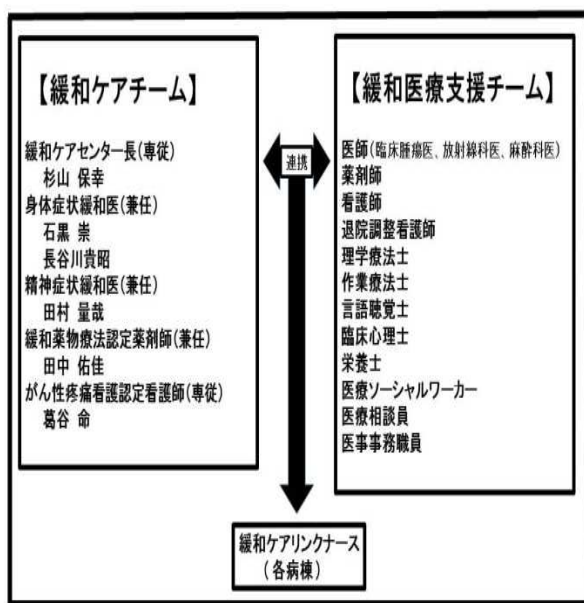 【緩和ケアチーム】
緩和ケアセンター長(専従)
杉山 保幸
身体症状緩和医(兼任)
石黒 崇
長谷川貴昭
精神症状緩和医(兼任)
田村 量哉
緩和薬物療法認定薬剤師(兼任)
田中 佑佳
がん性疼痛看護認定看護師(専従)
葛谷 命
連携
【緩和医療支援チーム】
医師(臨床腫瘍医、放射線科医、麻酔科医)
薬剤師
看護師
退院調整看護師
理学療法士
作業療法士
言語聴覚士
臨床心理士
栄養士
医療ソーシャルワーカー
医療相談員
医事事務職員
緩和ケアリンクナース
(各病棟)